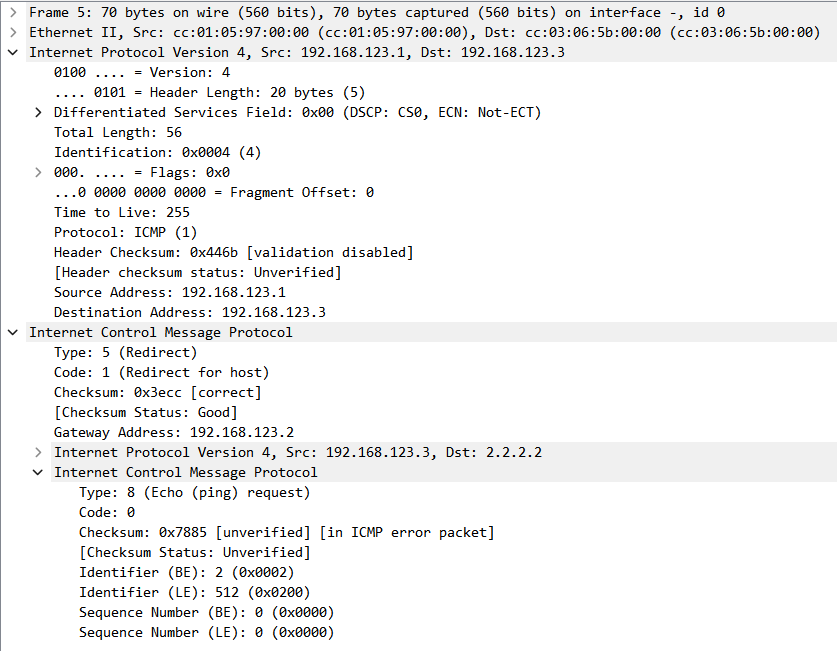 Frame 5: 70 bytes on wire (560 bits), 70 bytes captured (560 bits) on interface -, id 0
Ethernet II, Src: cc:01:05:97:00:00 (cc:01:05:97:00:00), Dst: cc:03:06:5b:00:00 (cc:03:06:5b:00:00)
Internet Protocol Version 4, Src: 192.168.123.1, Dst: 192.168.123.3
0100 .... = Version: 4
.... 0101 = Header Length: 20 bytes (5)
Differentiated Services Field: 0x00 (DSCP: CS0, ECN: Not-ECT)
Total Length: 56
Identification: 0x0004 (4)
000. .... = Flags: 0x0
...0 0000 0000 0000 = Fragment Offset: 0
Time to Live: 255
Protocol: ICMP (1)
Header Checksum: 0x446b [validation disabled]
[Header checksum status: Unverified]
Source Address: 192.168.123.1
Destination Address: 192.168.123.3
Internet Control Message Protocol
Type: 5 (Redirect)
Code: 1 (Redirect for host)
Checksum: 0x3ecc [correct]
[Checksum Status: Good]
Gateway Address: 192.168.123.2
Internet Protocol Version 4, Src: 192.168.123.3, Dst: 2.2.2.2
Internet Control Message Protocol
Type: 8 (Echo (ping) request)
Code: 0
Checksum: 0x7885 [unverified] [in ICMP error packet]
[Checksum Status: Unverified]
Identifier (BE): 2 (0x0002)
Identifier (LE): 512 (0x0200)
Sequence Number (BE): 0 (0x0000)
Sequence Number (LE): 0 (0x0000)